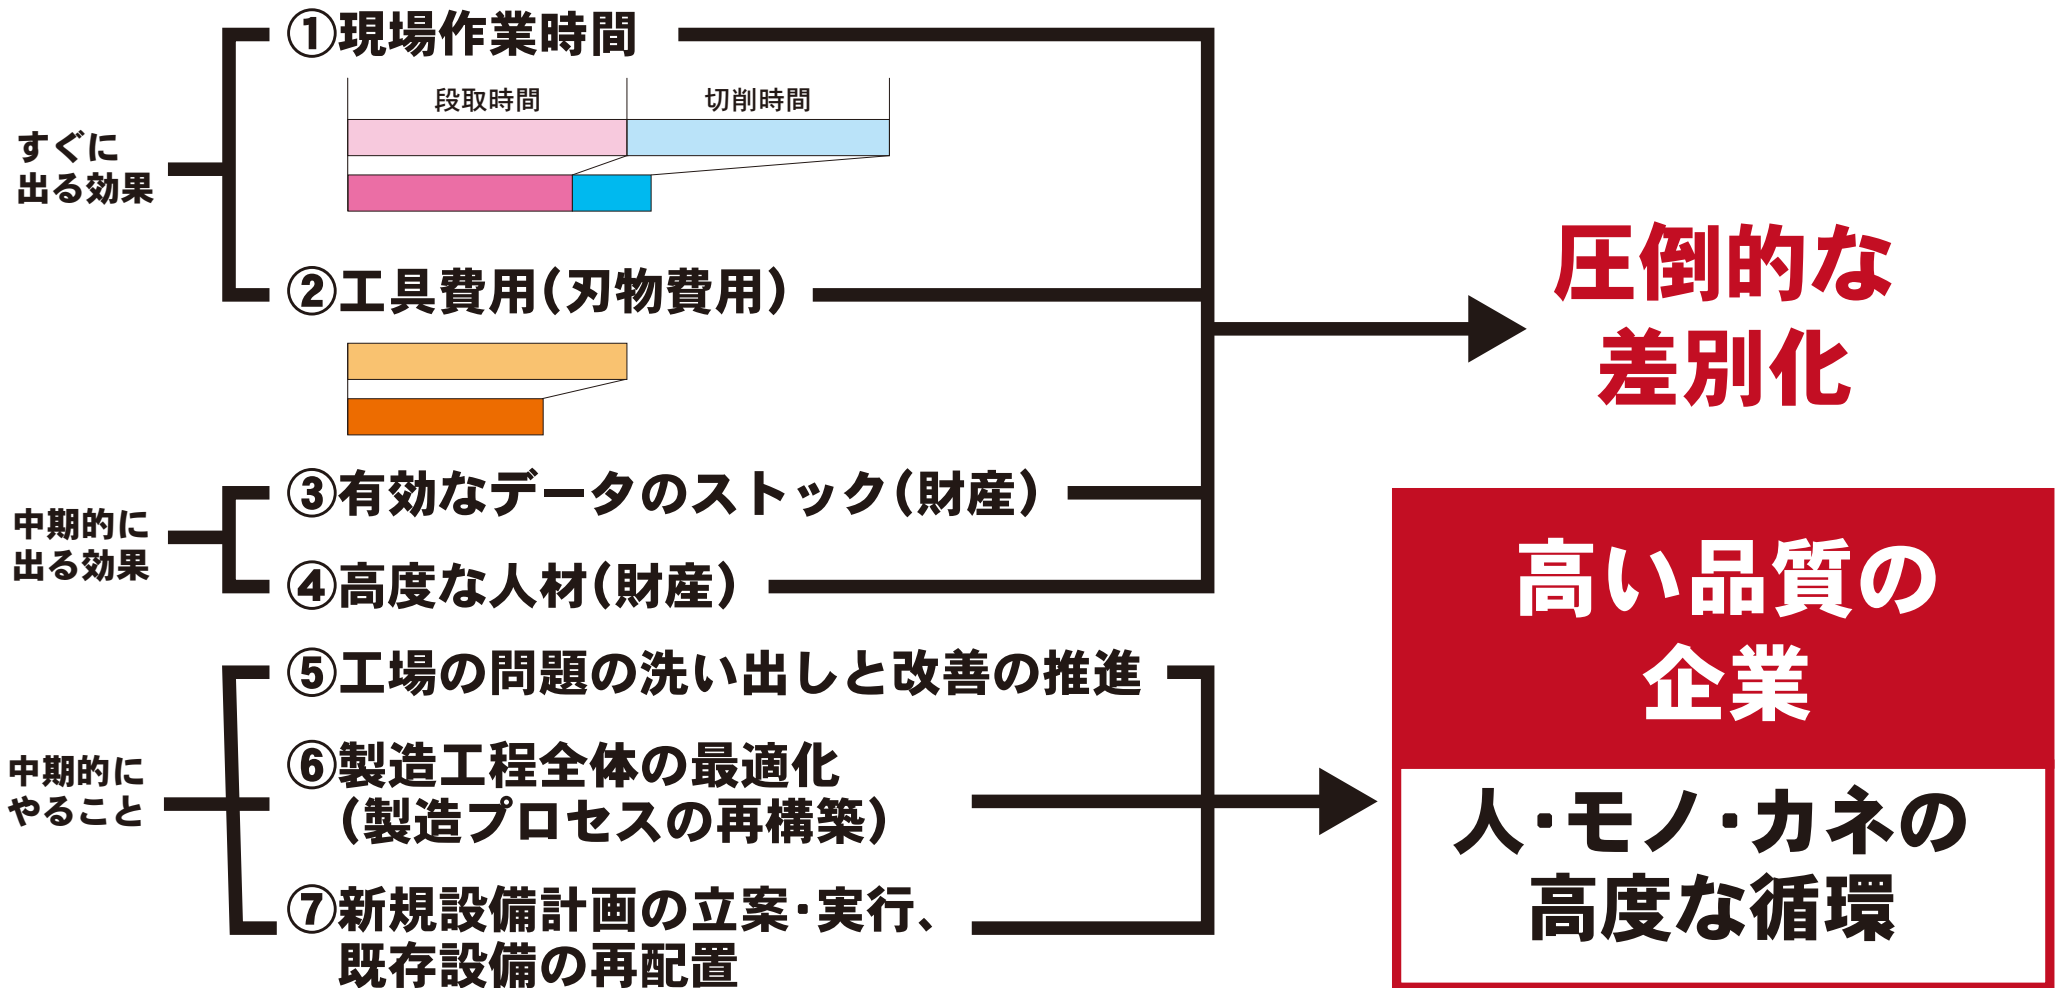 ①現場作業時間
段取時間
切削時間
すぐに
出る効果
②工具費用(刃物費用)
圧倒的な
差別化
③有効なデータのストック(財産)
中期的に
出る効果
④高度な人材(財産)
⑤工場の問題の洗い出しと改善の推進
中期的に
やること
⑥製造工程全体の最適化
(製造プロセスの再構築)
⑦新規設備計画の立案・実行、
既存設備の再配置
高い品質の
企業
人・モノ・カネの
高度な循環